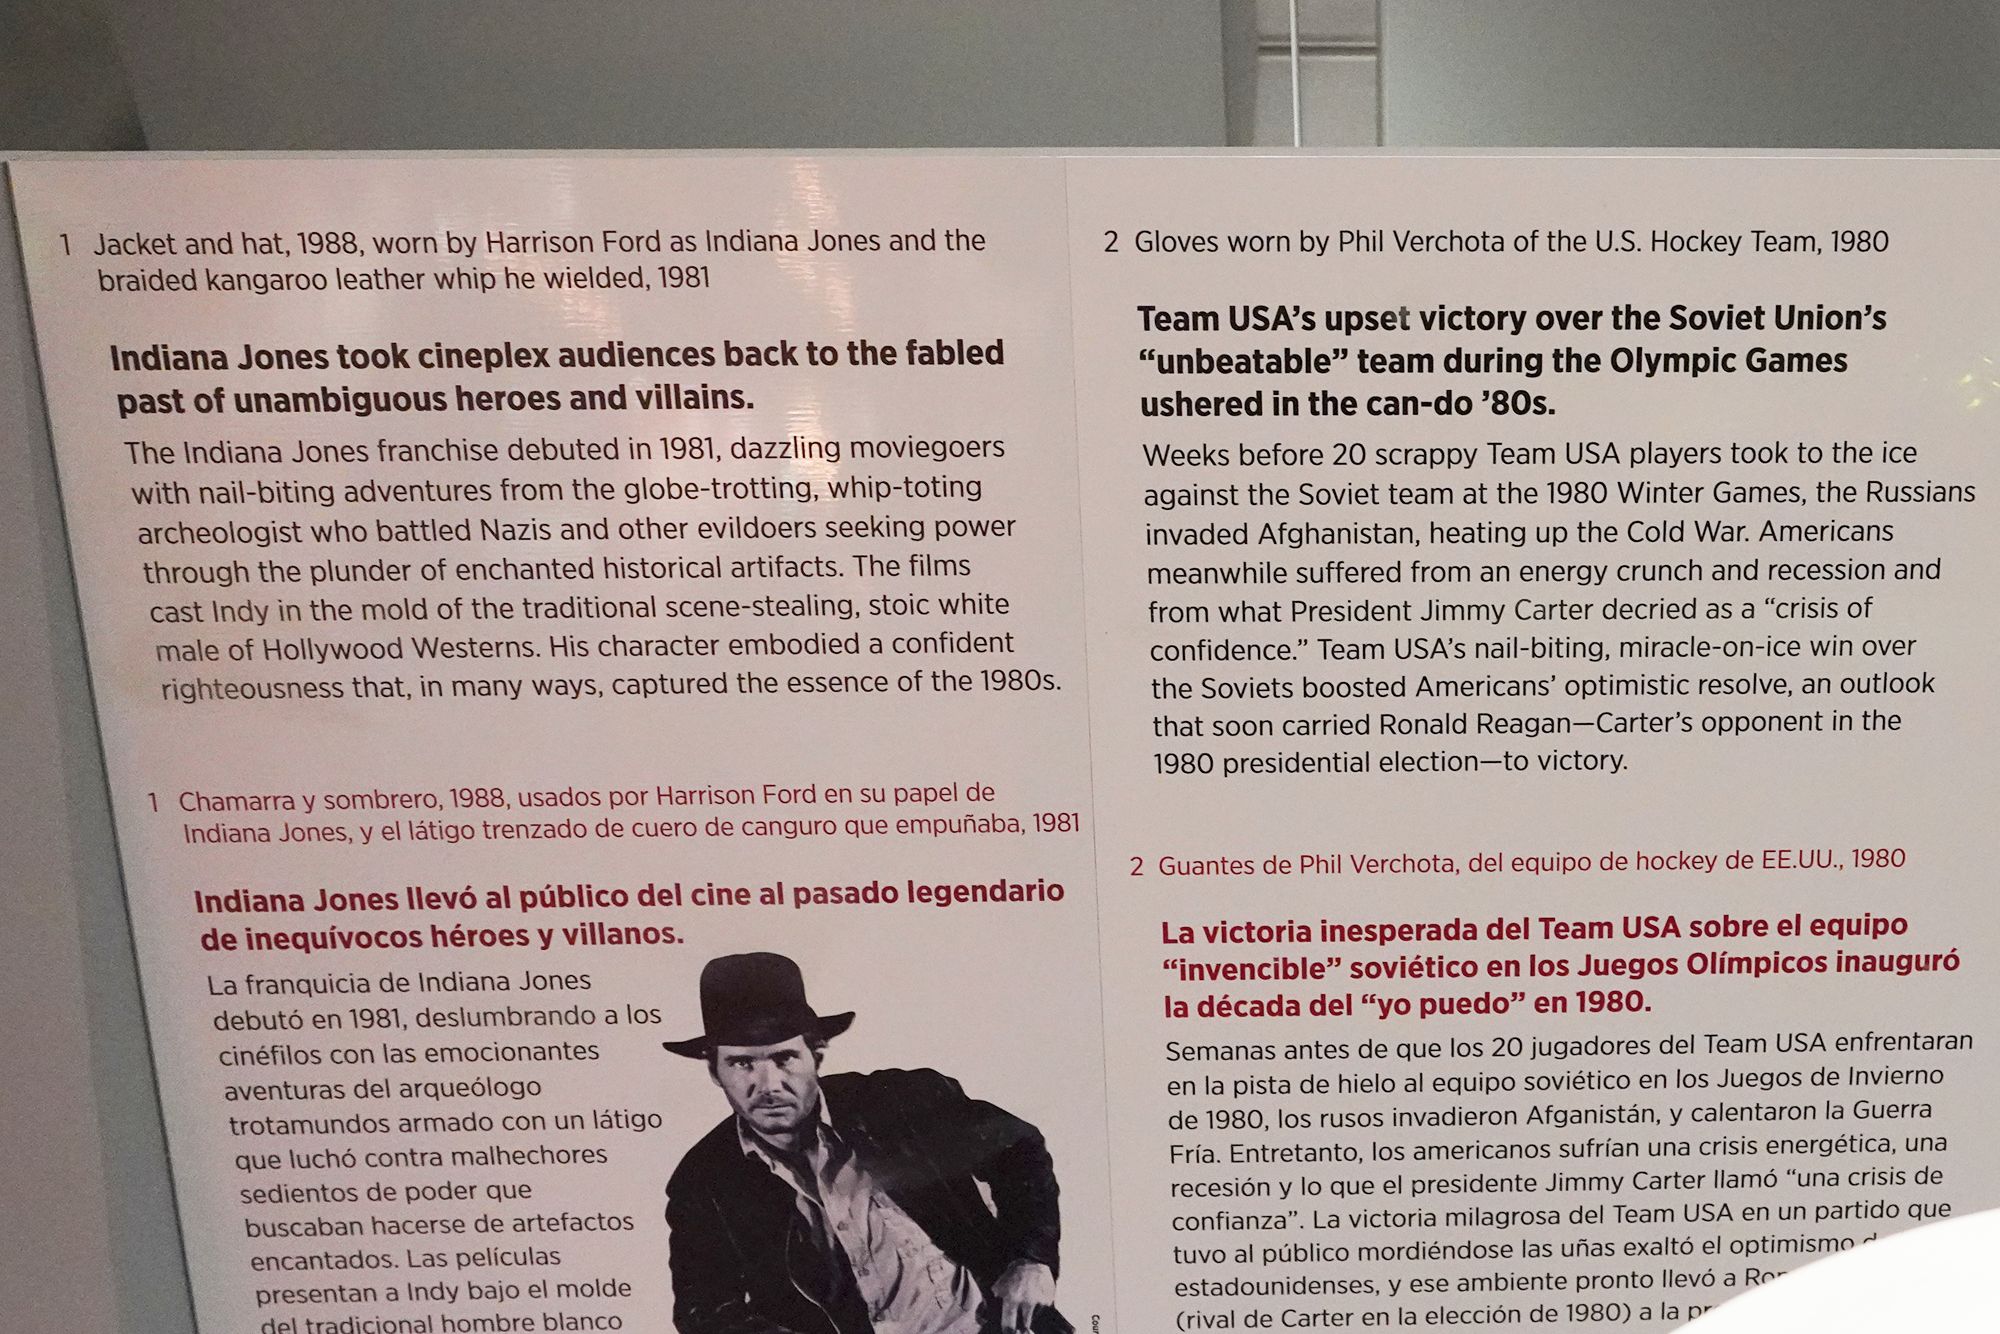 1 Jacket and hat, 1988, worn by Harrison Ford as Indiana Jones and the
braided kangaroo leather whip he wielded, 1981
Indiana Jones took cineplex audiences back to the fabled
past of unambiguous heroes and villains.
The Indiana Jones franchise debuted in 1981, dazzling moviegoers
with nail-biting adventures from the globe-trotting, whip-toting
archeologist who battled Nazis and other evildoers seeking power
through the plunder of enchanted historical artifacts. The films
cast Indy in the mold of the traditional scene-stealing, stoic white
male of Hollywood Westerns. His character embodied a confident
righteousness that, in many ways, captured the essence of the 1980s.
1 Chamarra y sombrero, 1988, usados por Harrison Ford en su papel de
Indiana Jones, y el látigo trenzado de cuero de canguro que empuñaba, 1981
Indiana Jones llevó al público del cine al pasado legendario
de inequívocos héroes y villanos.
La franquicia de Indiana Jones
debutó en 1981, deslumbrando a los
cinéfilos con las emocionantes
aventuras del arqueólogo
trotamundos armado con un látigo
que luchó contra malhechores
sedientos de poder que
buscaban hacerse de artefactos
encantados. Las películas
presentan a Indy bajo el molde
del tradicional hombre blanco
2 Gloves worn by Phil Verchota of the U.S. Hockey Team, 1980
Team USA's upset victory over the Soviet Union's
“unbeatable” team during the Olympic Games
ushered in the can-do ’80s.
Weeks before 20 scrappy Team USA players took to the ice
against the Soviet team at the 1980 Winter Games, the Russians
invaded Afghanistan, heating up the Cold War. Americans
meanwhile suffered from an energy crunch and recession and
from what President Jimmy Carter decried as a “crisis of
confidence.” Team USA’s nail-biting, miracle-on-ice win over
the Soviets boosted Americans’ optimistic resolve, an outlook
that soon carried Ronald Reagan—Carter’s opponent in the
1980 presidential election—to victory.
2 Guantes de Phil Verchota, del equipo de hockey de EE.UU., 1980
La victoria inesperada del Team USA sobre el equipo
“invencible” soviético en los Juegos Olímpicos inauguró
la década del “yo puedo” en 1980.
Semanas antes de que los 20 jugadores del Team USA enfrentaran
en la pista de hielo al equipo soviético en los Juegos de Invierno
de 1980, los rusos invadieron Afganistán, y calentaron la Guerra
Fría. Entretanto, los americanos sufrían una crisis energética, una
recesión y lo que el presidente Jimmy Carter llamó “una crisis de
confianza”. La victoria milagrosa del Team USA en un partido que
tuvo al público mordiéndose las uñas exaltó el optimismo
estadounidenses, y ese ambiente pronto llevó a
(rival de Carter en la elección de 1980) a la